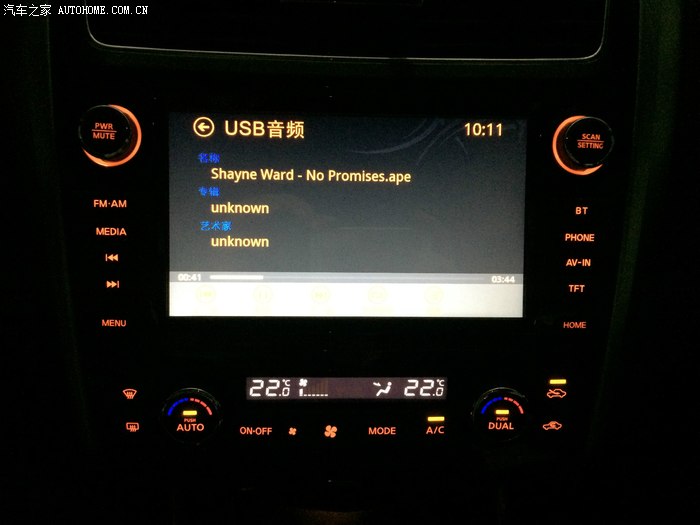 汽车之家 AUTOHOME.COM.CN
PWR
MUTE
USB音频
10:11
SCAN
SETTING
名称
Shayne Ward - No Promises.ape
专辑
unknown
艺术家
unknown
00:41
03:44
FM·AM
MEDIA
MENU
BT
PHONE
AV-IN
TFT
HOME
22.0℃
22.0℃
PUSH
AUTO
ON·OFF
MODE
A/C
PUSH
DUAL